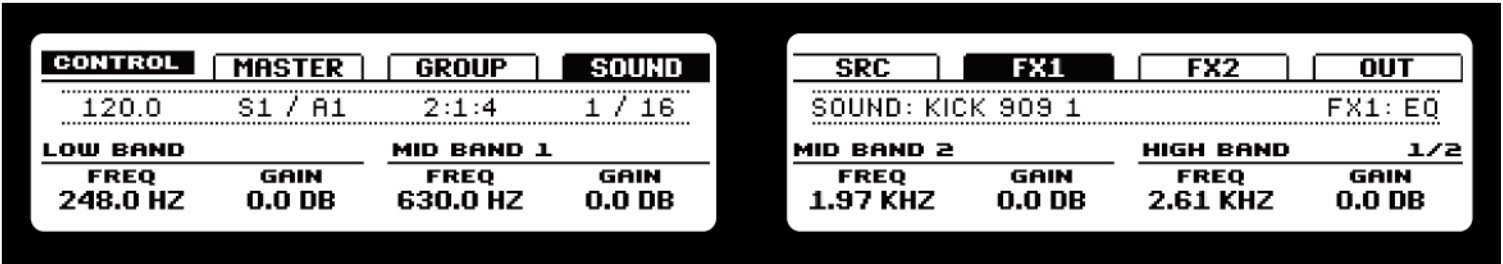 CONTROL MASTER GROUP SOUND
120.0 S1 / A1 2:1:4 1 / 16
LOW BAND MID BAND 1
FREQ GAIN FREQ GAIN
248.0 HZ 0.0 DB 630.0 HZ 0.0 DB
SRC FX1 FX2 OUT
SOUND: KICK 909 1 FX1: EQ
MID BAND 2 HIGH BAND 1/2
FREQ GAIN FREQ GAIN
1.97 KHZ 0.0 DB 2.61 KHZ 0.0 DB